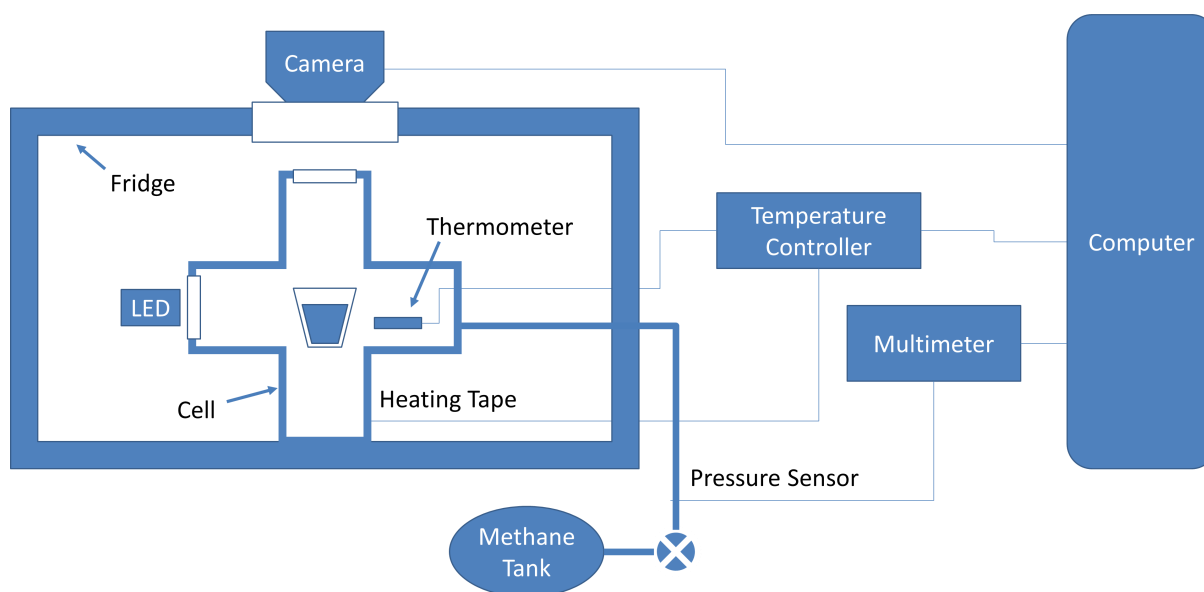 Camera
Fridge
Thermometer
Temperature
Controller
Computer
LED
Multimeter
Cell
Heating Tape
Pressure Sensor
Methane
Tank